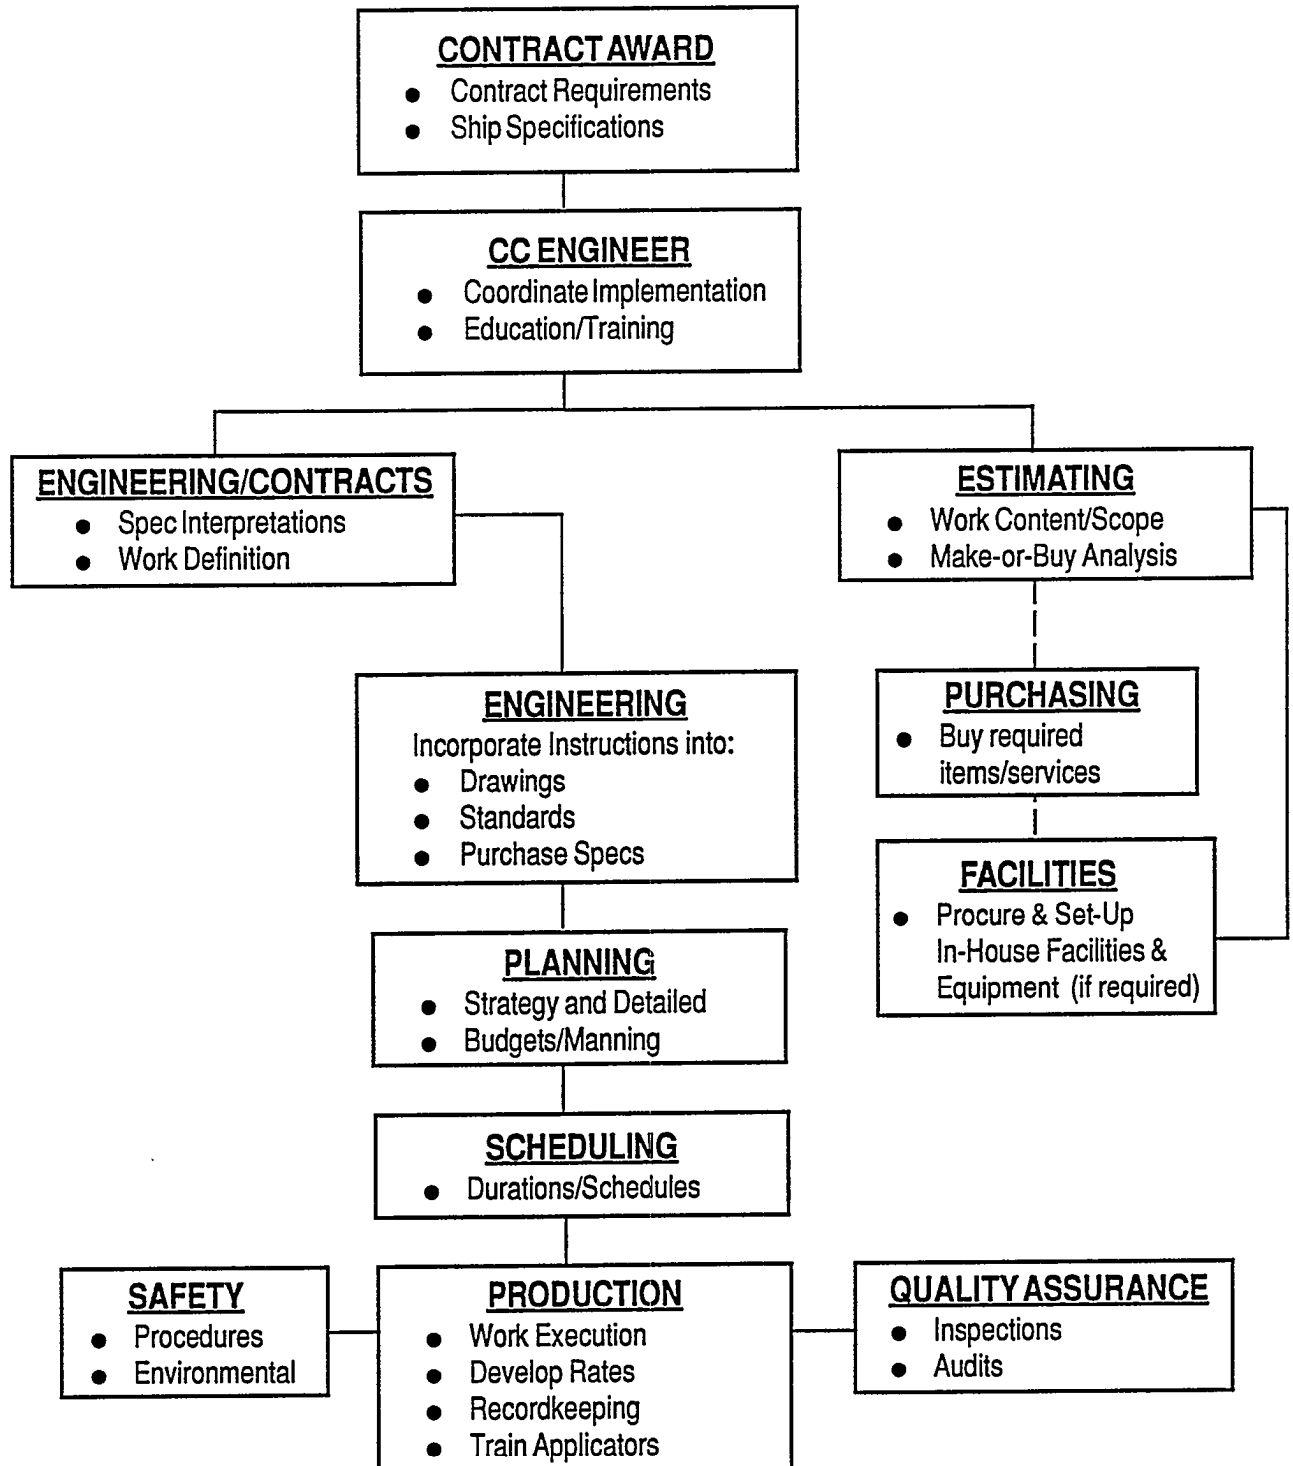 CONTRACT AWARD
● Contract Requirements
● Ship Specifications
CC ENGINEER
● Coordinate Implementation
● Education/Training
ENGINEERING/CONTRACTS
● Spec Interpretations
● Work Definition
ESTIMATING
● Work Content/Scope
● Make-or-Buy Analysis
ENGINEERING
Incorporate Instructions into:
● Drawings
● Standards
● Purchase Specs
PURCHASING
● Buy required
items/services
FACILITIES
● Procure & Set-Up
In-House Facilities &
Equipment (if required)
PLANNING
● Strategy and Detailed
● Budgets/Manning
SCHEDULING
● Durations/Schedules
SAFETY
● Procedures
● Environmental
PRODUCTION
● Work Execution
● Develop Rates
● Recordkeeping
● Train Applicators
QUALITY ASSURANCE
● Inspections
● Audits